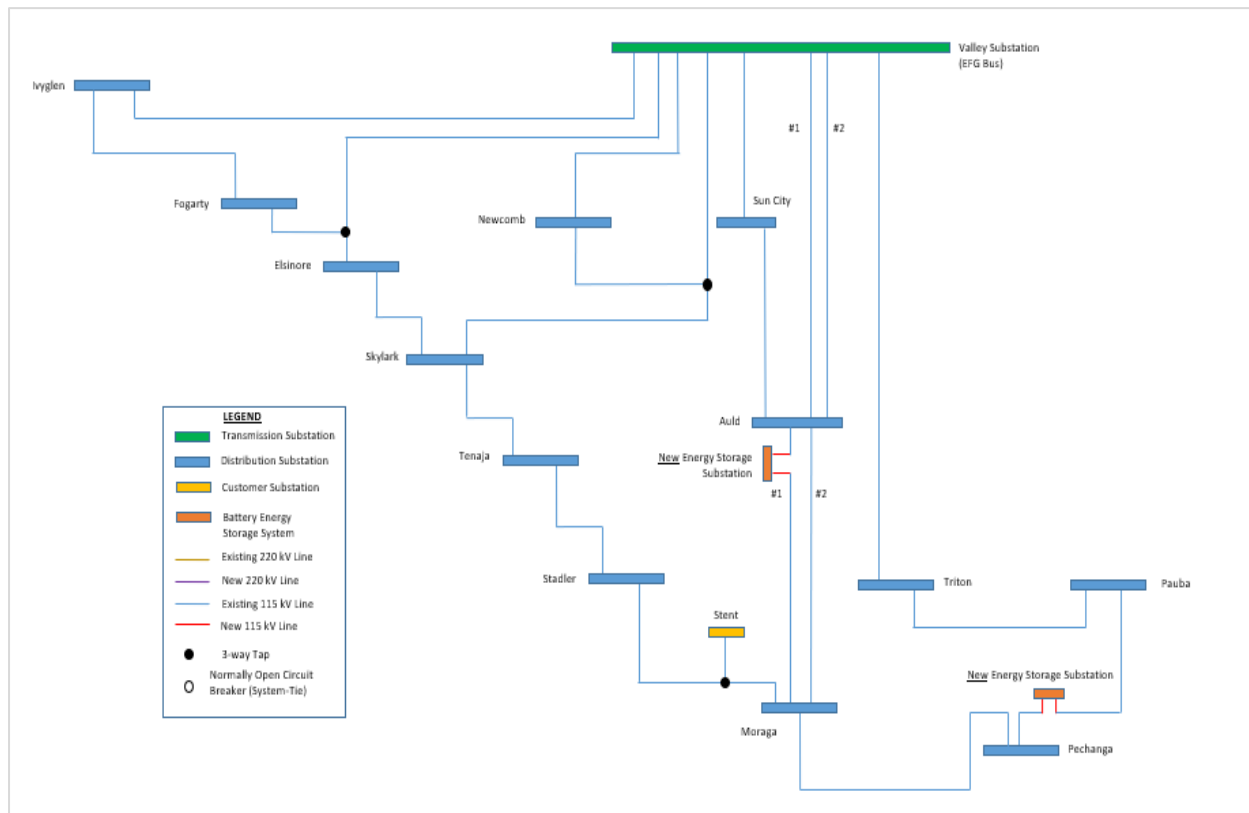 Valley Substation
(EFG Bus)
Ivyglen
#1
#2
Fogarty
Newcomb
Sun City
Elsinore
Skylark
LEGEND
Transmission Substation
Distribution Substation
Customer Substation
Battery Energy
Storage System
Existing 220 kV Line
New 220 kV Line
Existing 115 kV Line
New 115 kV Line
3-way Tap
Normally Open Circuit
Breaker (System-Tie)
Auld
Tenaja
New Energy Storage
Substation
#1
#2
Stadler
Triton
Pauba
Stent
New Energy Storage Substation
Moraga
Pechanga